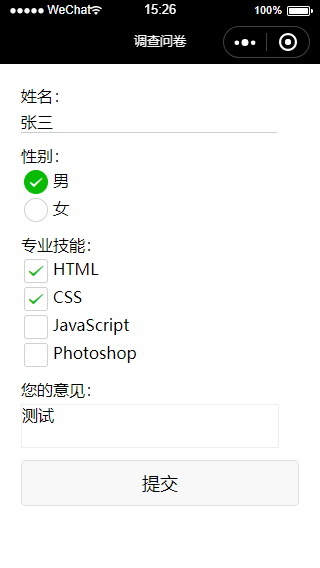 WeChat 15:26 100%
调查问卷
姓名：
张三
性别：
男
女
专业技能：
HTML
CSS
JavaScript
Photoshop
您的意见：
测试
提交